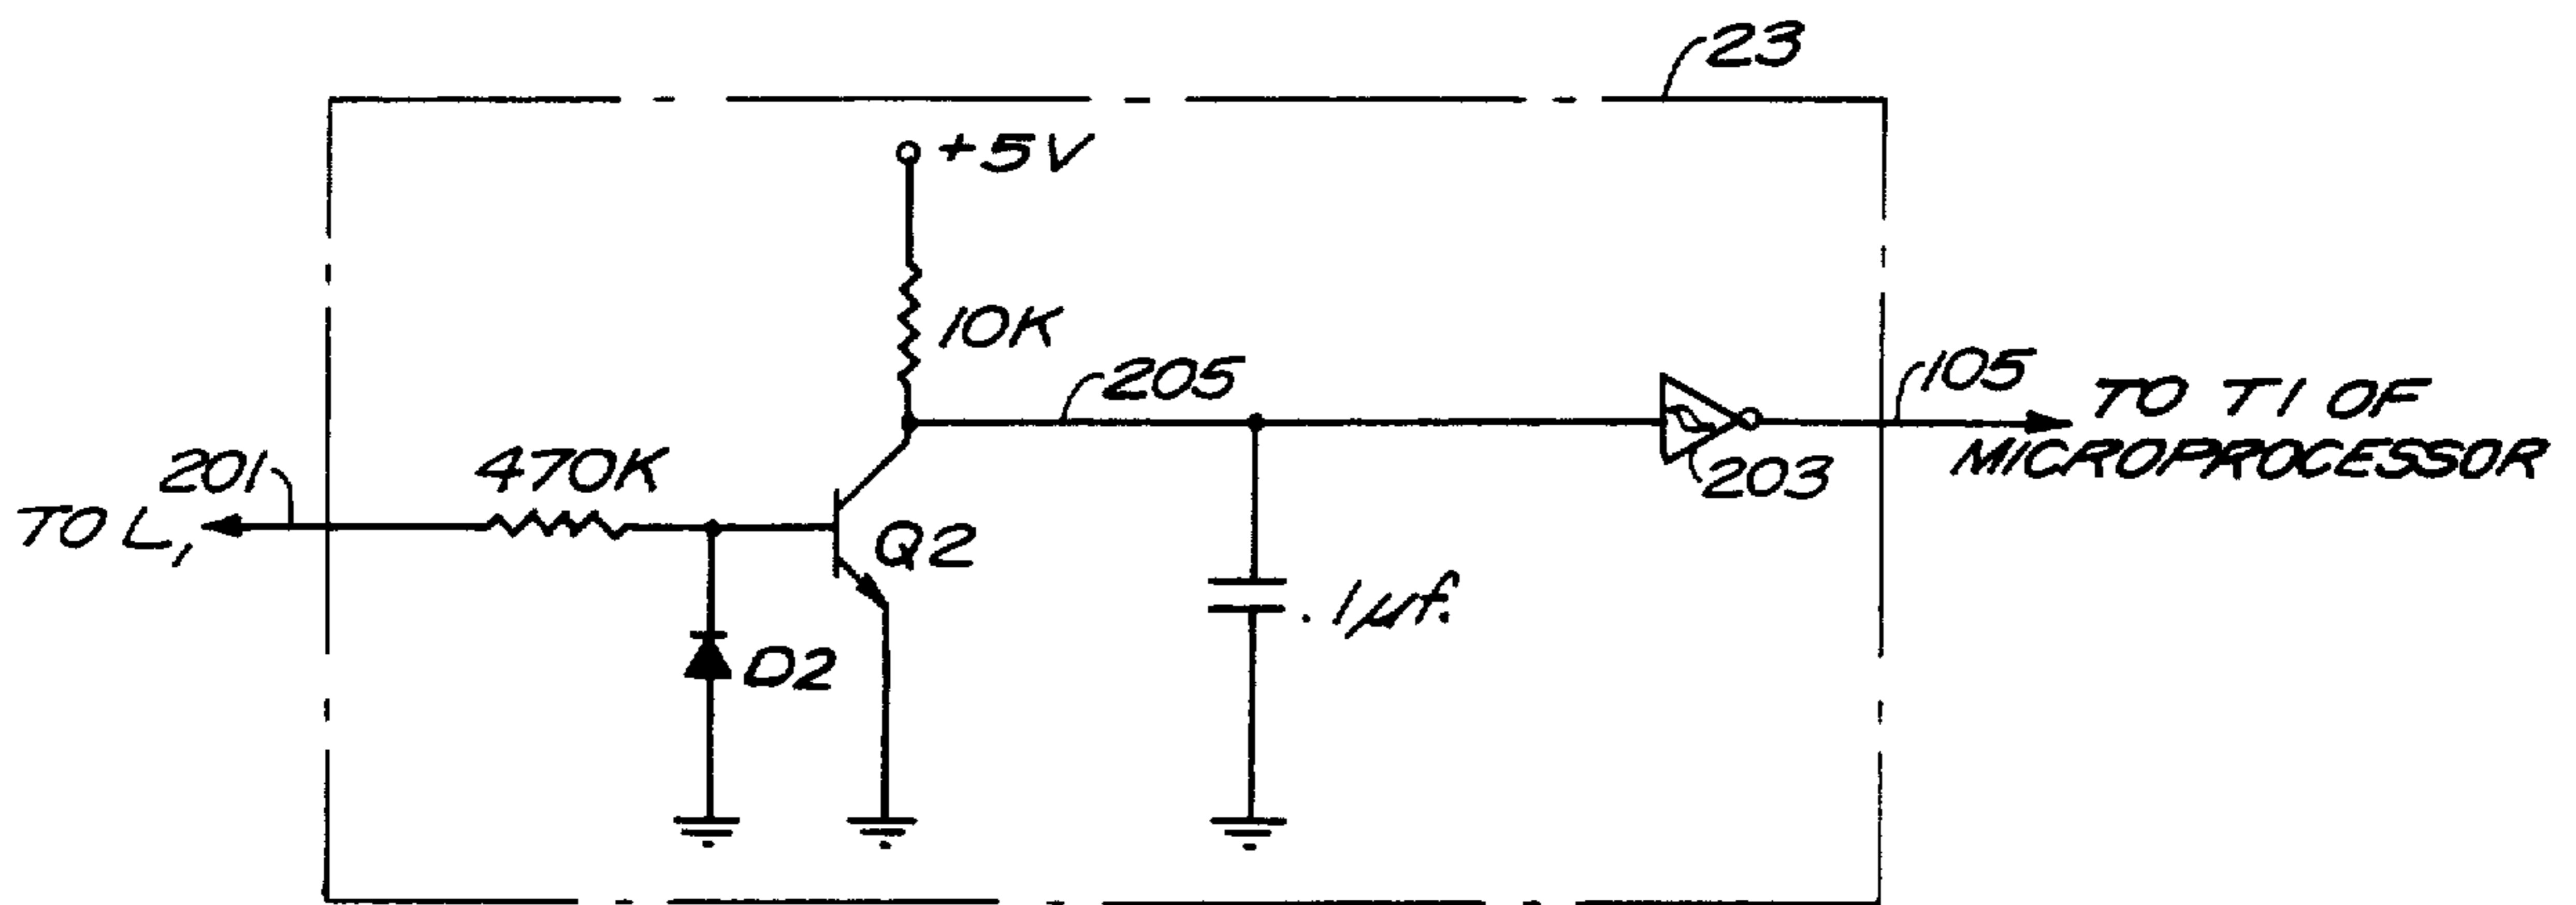 23
+5V
10K
205
105
TO T1 OF
MICROPROCESSOR
203
201
470K
TO L1
Q2
.1µf.
D2